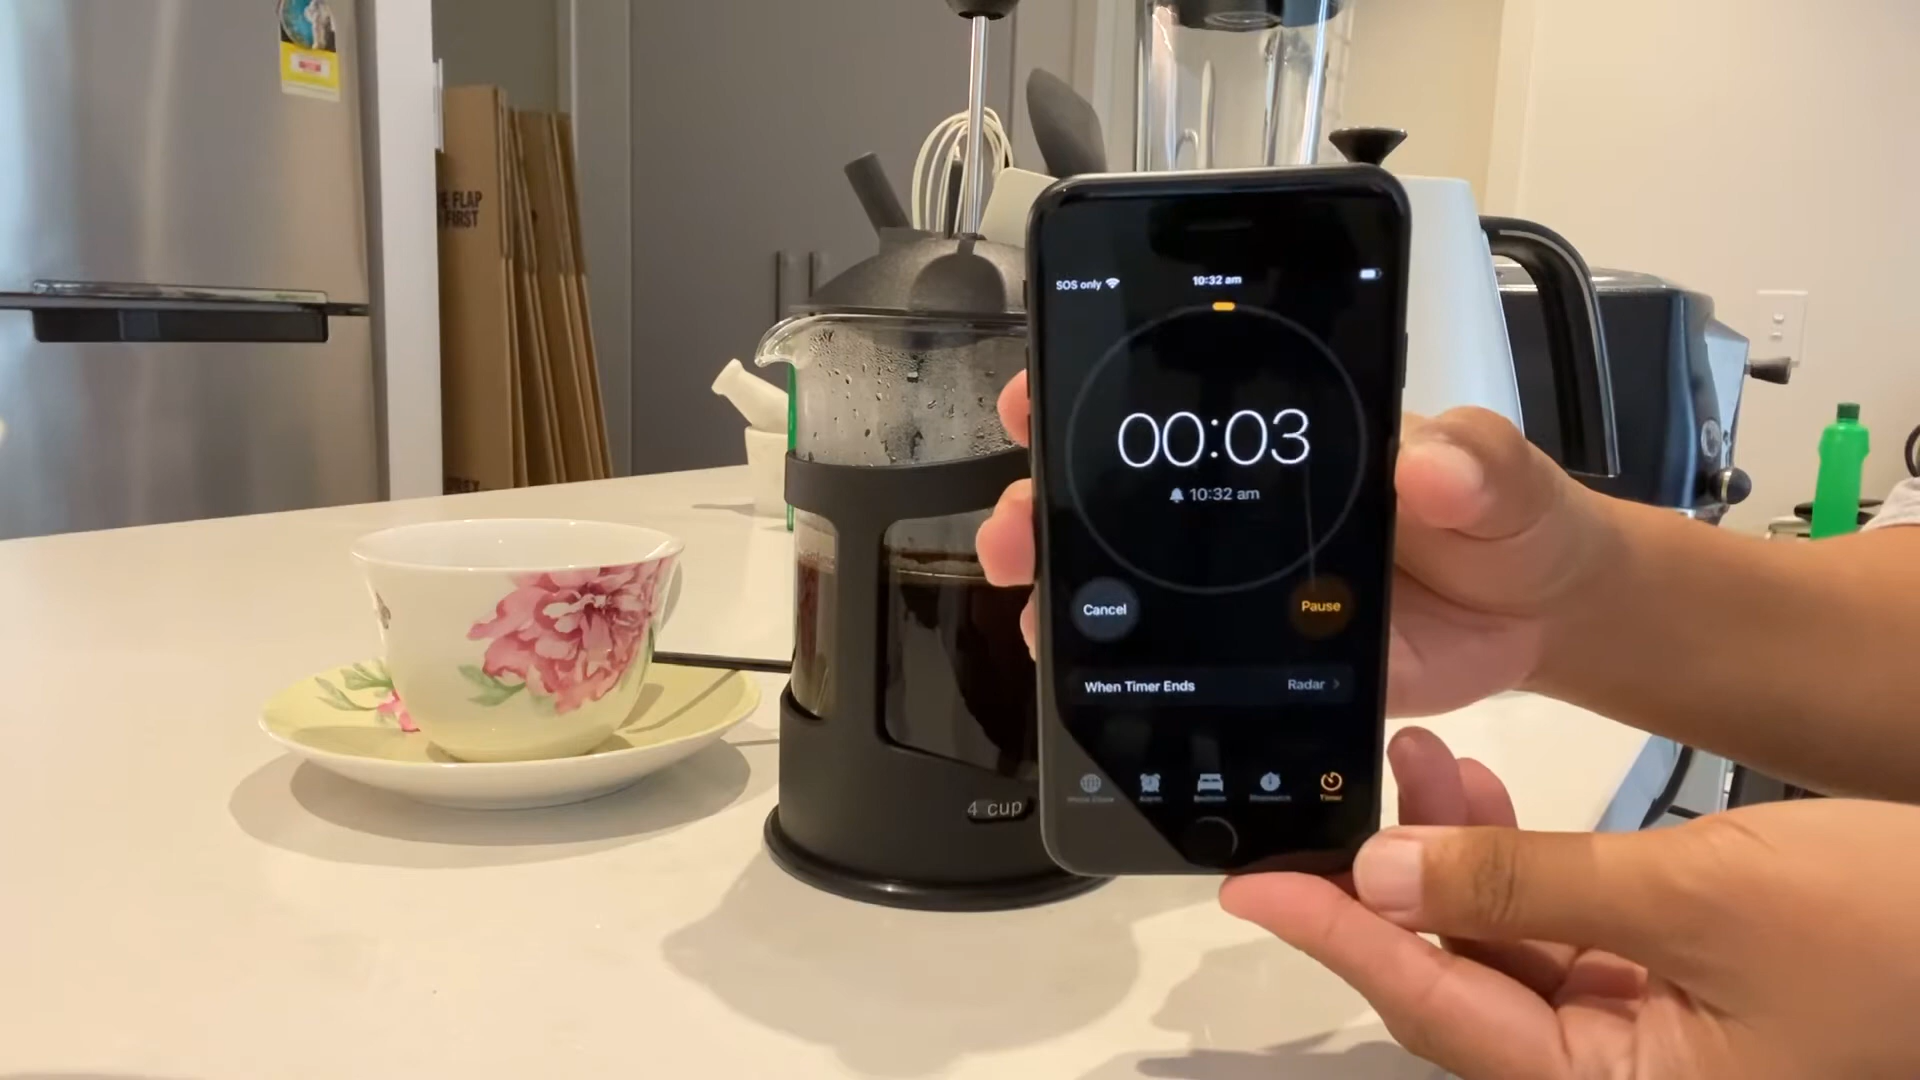 E FLAP
FIRST
SOS only
10:32 am
00:03
10:32 am
Cancel
Pause
When Timer Ends
Radar
Alarm
Timer
4 cup